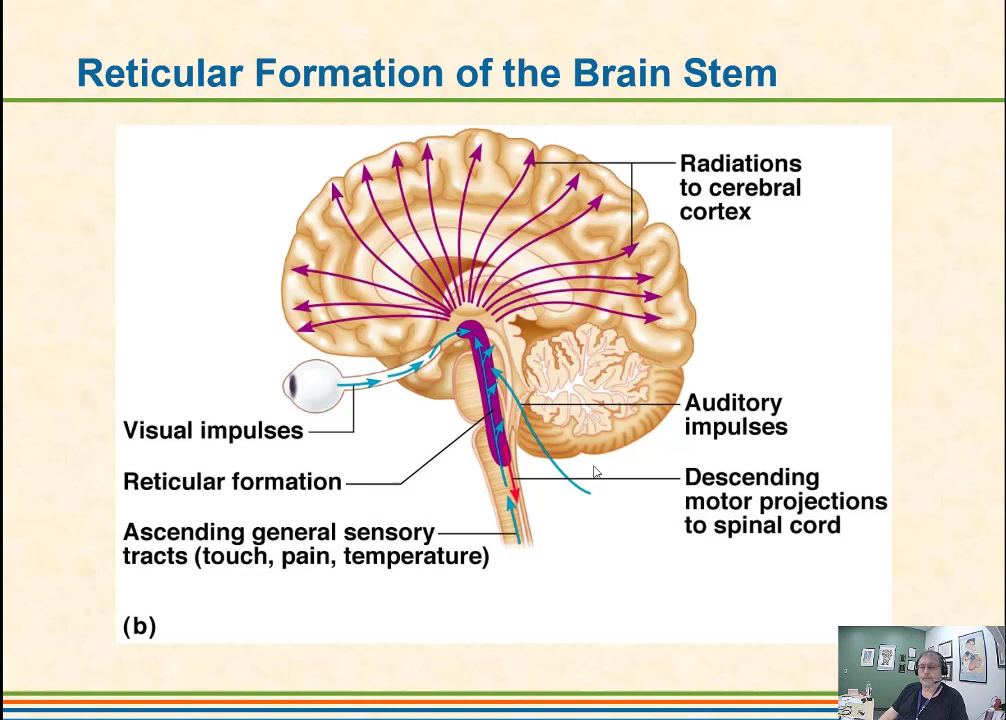 Reticular Formation of the Brain Stem
Radiations
to cerebral
cortex
Visual impulses
Auditory
impulses
Reticular formation
Descending
motor projections
to spinal cord
Ascending general sensory
tracts (touch, pain, temperature)
(b)